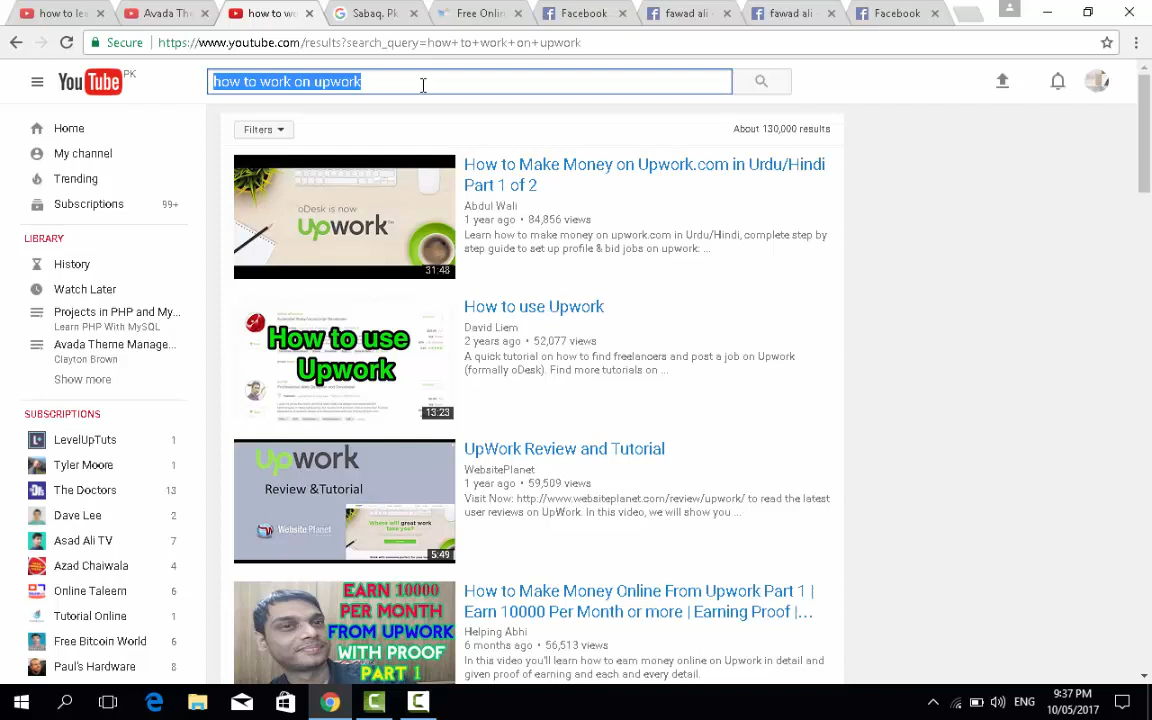 how to lea
Avada Th
how to wo
Sabaq. Pk
Free Onlin
Facebook
fawad ali -
fawad ali -
Facebook
Secure
https://www.youtube.com/results?search_query=how+to+work+on+upwork
YouTube PK
how to work on upwork
Home
My channel
Trending
Subscriptions 99+
LIBRARY
History
Watch Later
Projects in PHP and My...
Learn PHP With MySQL
Avada Theme Manage...
Clayton Brown
Show more
SUBSCRIPTIONS
LevelUpTuts 1
Tyler Moore 1
The Doctors 13
Dave Lee 2
Asad Ali TV 7
Azad Chaiwala 4
Online Taleem 6
Tutorial Online 1
Free Bitcoin World 6
Paul's Hardware 8
Filters
About 130,000 results
oDesk is now
upwork
31:48
How to Make Money on Upwork.com in Urdu/Hindi
Part 1 of 2
Abdul Wali
1 year ago • 84,856 views
Learn how to make money on upwork.com in Urdu/Hindi, complete step
by step guide to set up profile & bid jobs on upwork: ...
How to use
Upwork
13:23
How to use Upwork
David Liem
2 years ago • 52,077 views
A quick tutorial on how to find freelancers and post a job on Upwork
(formally oDesk). Find more tutorials on ...
upwork
Review &Tutorial
Website Planet
Where will great work
take you?
5:49
UpWork Review and Tutorial
WebsitePlanet
1 year ago • 59,509 views
Visit Now: http://www.websiteplanet.com/review/upwork/ to read the latest
user reviews on UpWork. In this video, we will show you ...
EARN 10000
PER MONTH
FROM UPWORK
WITH PROOF
PART 1
How to Make Money Online From Upwork Part 1 |
Earn 10000 Per Month or more | Earning Proof |...
Helping Abhi
6 months ago • 56,513 views
In this video you'll learn how to earn money online on Upwork in detail and
given proof of earning and each and every detail.
ENG
9:37 PM
10/05/2017